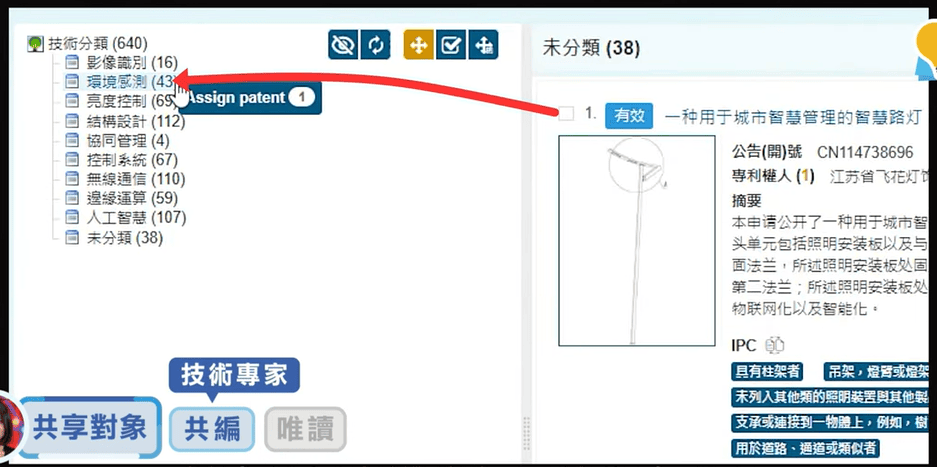 技術分類 (640)
影像識別 (16)
環境感測 (43
亮度控制 (69)
結構設計 (112)
協同管理 (4)
控制系統 (67)
無線通信 (110)
邊緣運算 (59)
人工智慧 (107)
未分類 (38)
Assign patent 1
技術專家
共享對象
共編
唯讀
未分類 (38)
1. 有效 一种用于城市智慧管理的智慧路灯
公告(開)號 CN114738696
專利權人 (1) 江苏省飞花灯饰
摘要
本申请公开了一种用于城市智
头单元包括照明安装板以及与
面法兰，所述照明安装板处固
第二法兰；所述照明安装板处
物联网化以及智能化。
IPC
具有柱架者 吊架，燈臂或燈架
未列入其他類的照明裝置與其他製
支承或連接到一物體上，例如，樹
用於道路、通道或類似者